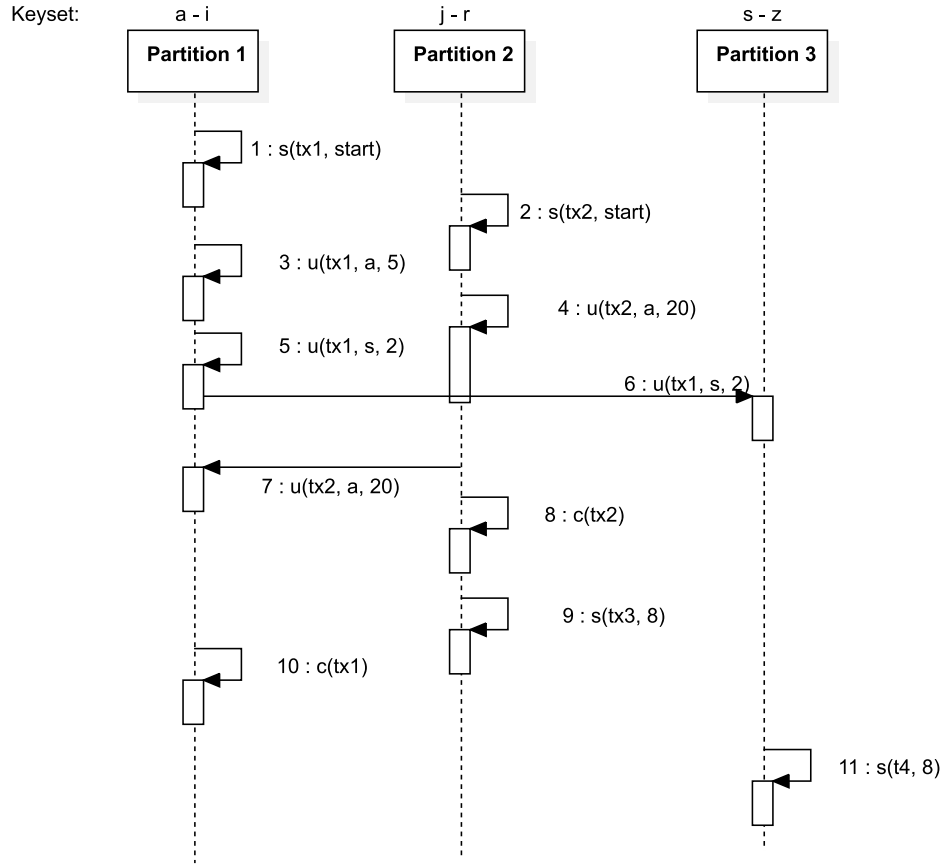 Keyset: a - i j - r s - z
Partition 1 Partition 2 Partition 3
1 : s(tx1, start)
2 : s(tx2, start)
3 : u(tx1, a, 5)
4 : u(tx2, a, 20)
5 : u(tx1, s, 2)
6 : u(tx1, s, 2)
7 : u(tx2, a, 20)
8 : c(tx2)
9 : s(tx3, 8)
10 : c(tx1)
11 : s(t4, 8)